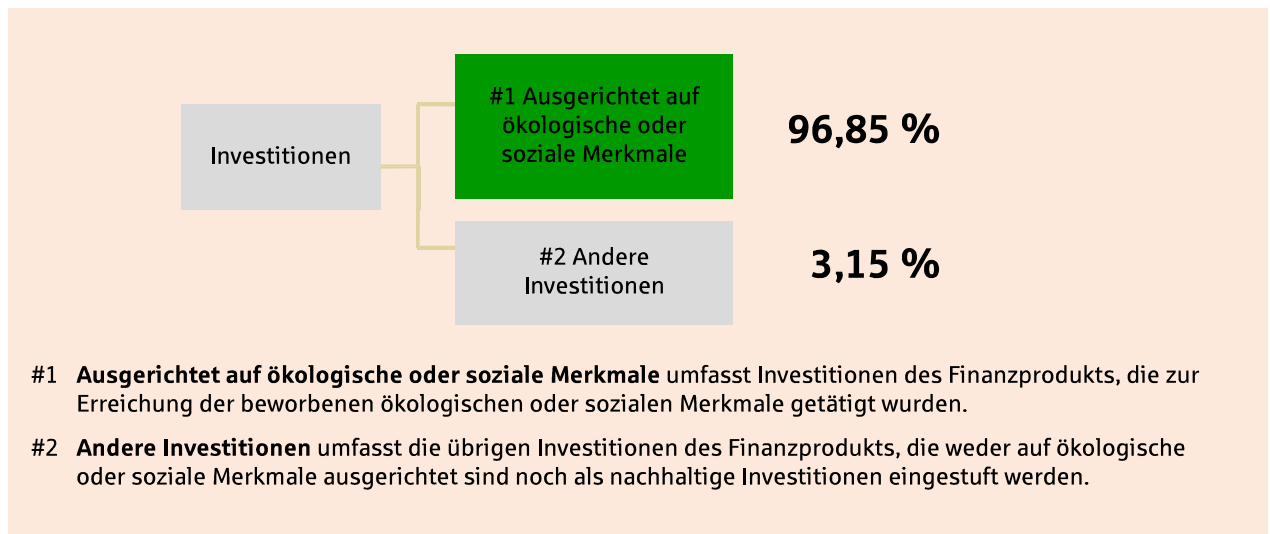 #1 Ausgerichtet auf
ökologische oder
soziale Merkmale
96,85 %
Investitionen
#2 Andere
Investitionen
3,15 %
#1 Ausgerichtet auf ökologische oder soziale Merkmale umfasst Investitionen des Finanzprodukts, die zur
Erreichung der beworbenen ökologischen oder sozialen Merkmale getätigt wurden.
#2 Andere Investitionen umfasst die übrigen Investitionen des Finanzprodukts, die weder auf ökologische
oder soziale Merkmale ausgerichtet sind noch als nachhaltige Investitionen eingestuft werden.